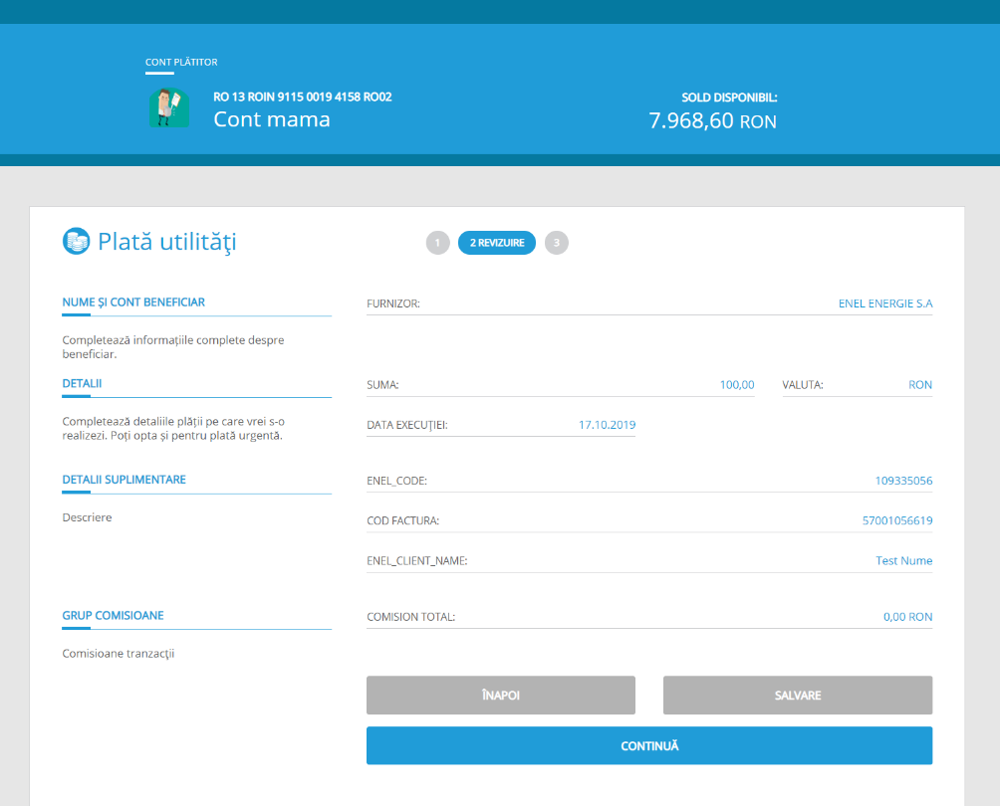 CONT PLĂTITOR
RO 13 ROIN 9115 0019 4158 RO02
Cont mama
SOLD DISPONIBIL:
7.968,60 RON
Plată utilităţi
1
2 REVIZUIRE
3
NUME ȘI CONT BENEFICIAR
Completează informațiile complete despre
beneficiar.
FURNIZOR:
ENEL ENERGIE S.A
DETALII
Completează detaliile plății pe care vrei s-o
realizezi. Poți opta și pentru plată urgentă.
SUMA:
100,00
VALUTA:
RON
DATA EXECUŢIEI:
17.10.2019
DETALII SUPLIMENTARE
Descriere
ENEL_CODE:
109335056
COD FACTURA:
57001056619
ENEL_CLIENT_NAME:
Test Nume
GRUP COMISIOANE
Comisioane tranzacţii
COMISION TOTAL:
0,00 RON
ÎNAPOI
SALVARE
CONTINUĂ